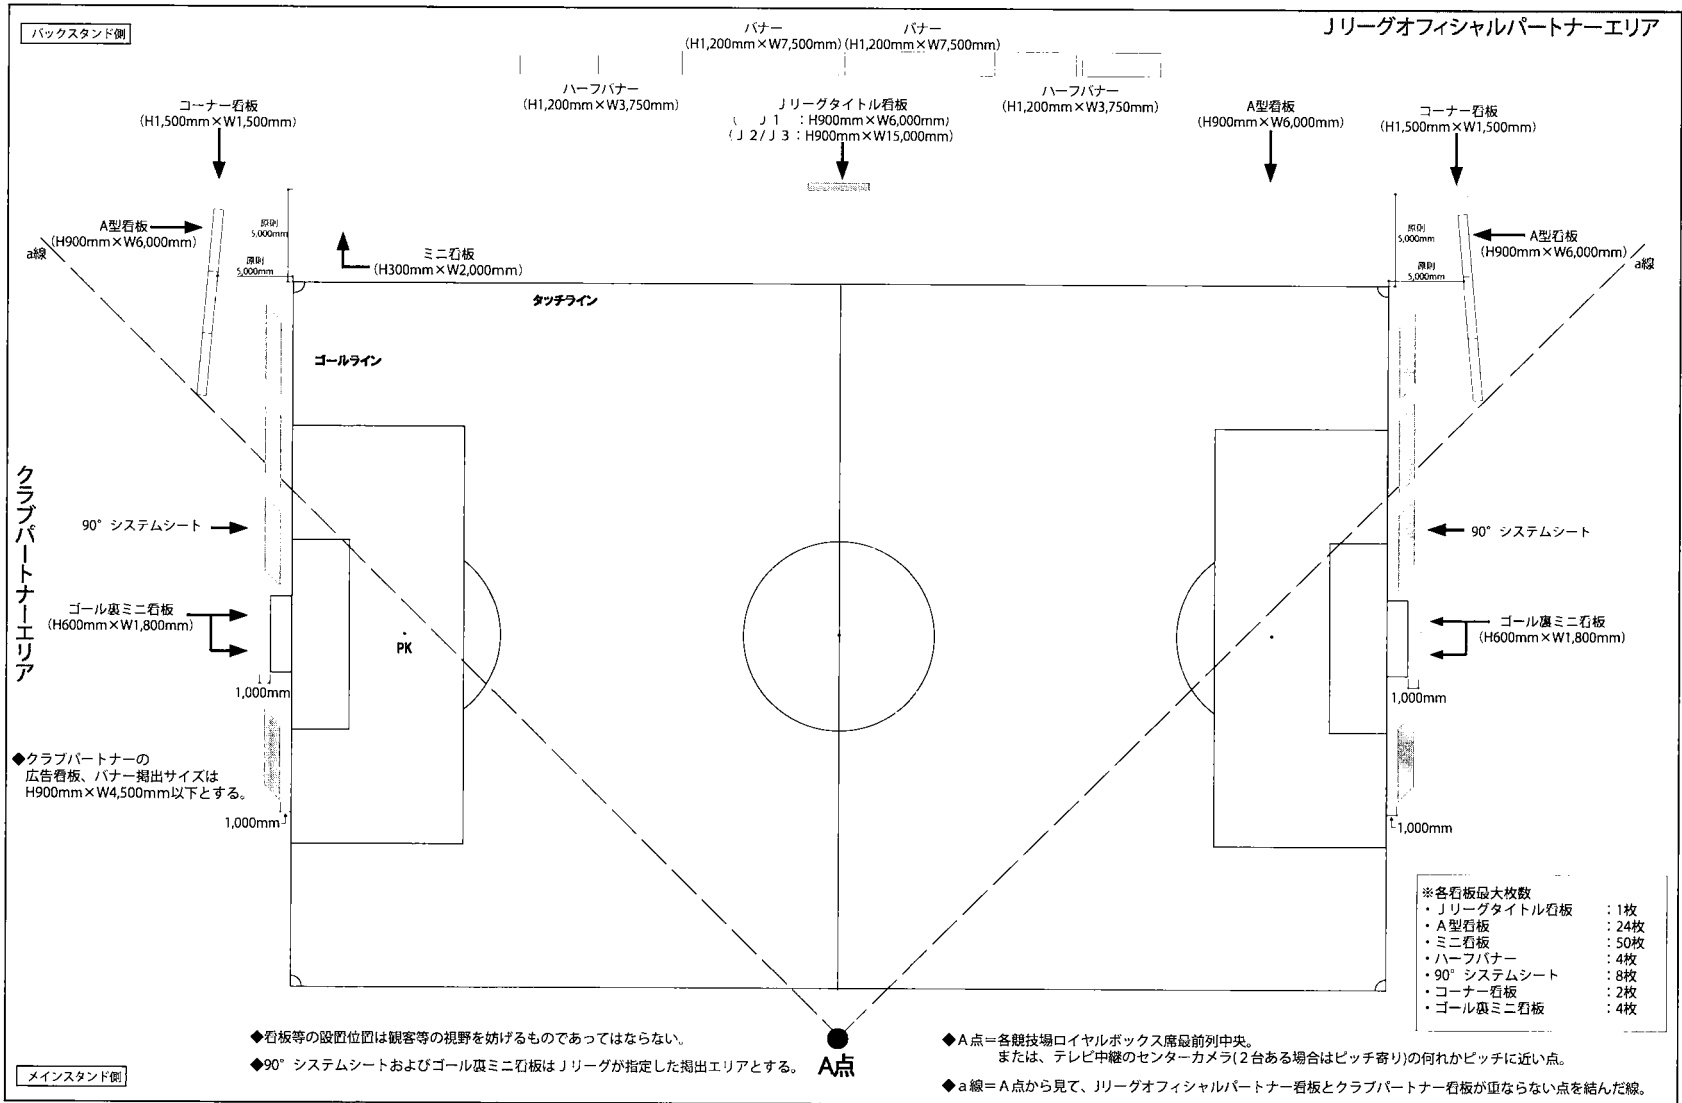 バックスタンド側
Jリーグオフィシャルパートナーエリア
バナー
(H1,200mm×W7,500mm)
バナー
(H1,200mm×W7,500mm)
ハーフバナー
(H1,200mm×W3,750mm)
Jリーグタイトル看板
( J1 :H900mm×W6,000mm)
(J2/J3:H900mm×W15,000mm)
ハーフバナー
(H1,200mm×W3,750mm)
A型看板
(H900mm×W6,000mm)
コーナー看板
(H1,500mm×W1,500mm)
コーナー看板
(H1,500mm×W1,500mm)
A型看板
(H900mm×W6,000mm)
a線
原則
5,000mm
原則
5,000mm
ミニ看板
(H300mm×W2,000mm)
原則
5,000mm
原則
5,000mm
A型看板
(H900mm×W6,000mm)
a線
タッチライン
ゴールライン
クラブパートナーエリア
90°システムシート
90°システムシート
ゴール裏ミニ看板
(H600mm×W1,800mm)
PK
ゴール裏ミニ看板
(H600mm×W1,800mm)
1,000mm
1,000mm
◆クラブパートナーの
広告看板、バナー掲出サイズは
H900mm×W4,500mm以下とする。
1,000mm
1,000mm
※各看板最大枚数
・Jリーグタイトル看板 :1枚
・A型看板 :24枚
・ミニ看板 :50枚
・ハーフバナー :4枚
・90°システムシート :8枚
・コーナー看板 :2枚
・ゴール裏ミニ看板 :4枚
◆看板等の設置位置は観客等の視野を妨げるものであってはならない。
◆90°システムシートおよびゴール裏ミニ看板はJリーグが指定した掲出エリアとする。
A点
◆A点=各競技場ロイヤルボックス席最前列中央。
または、テレビ中継のセンターカメラ(2台ある場合はピッチ寄り)の何れかピッチに近い点。
◆a線=A点から見て、Jリーグオフィシャルパートナー看板とクラブパートナー看板が重ならない点を結んだ線。
メインスタンド側